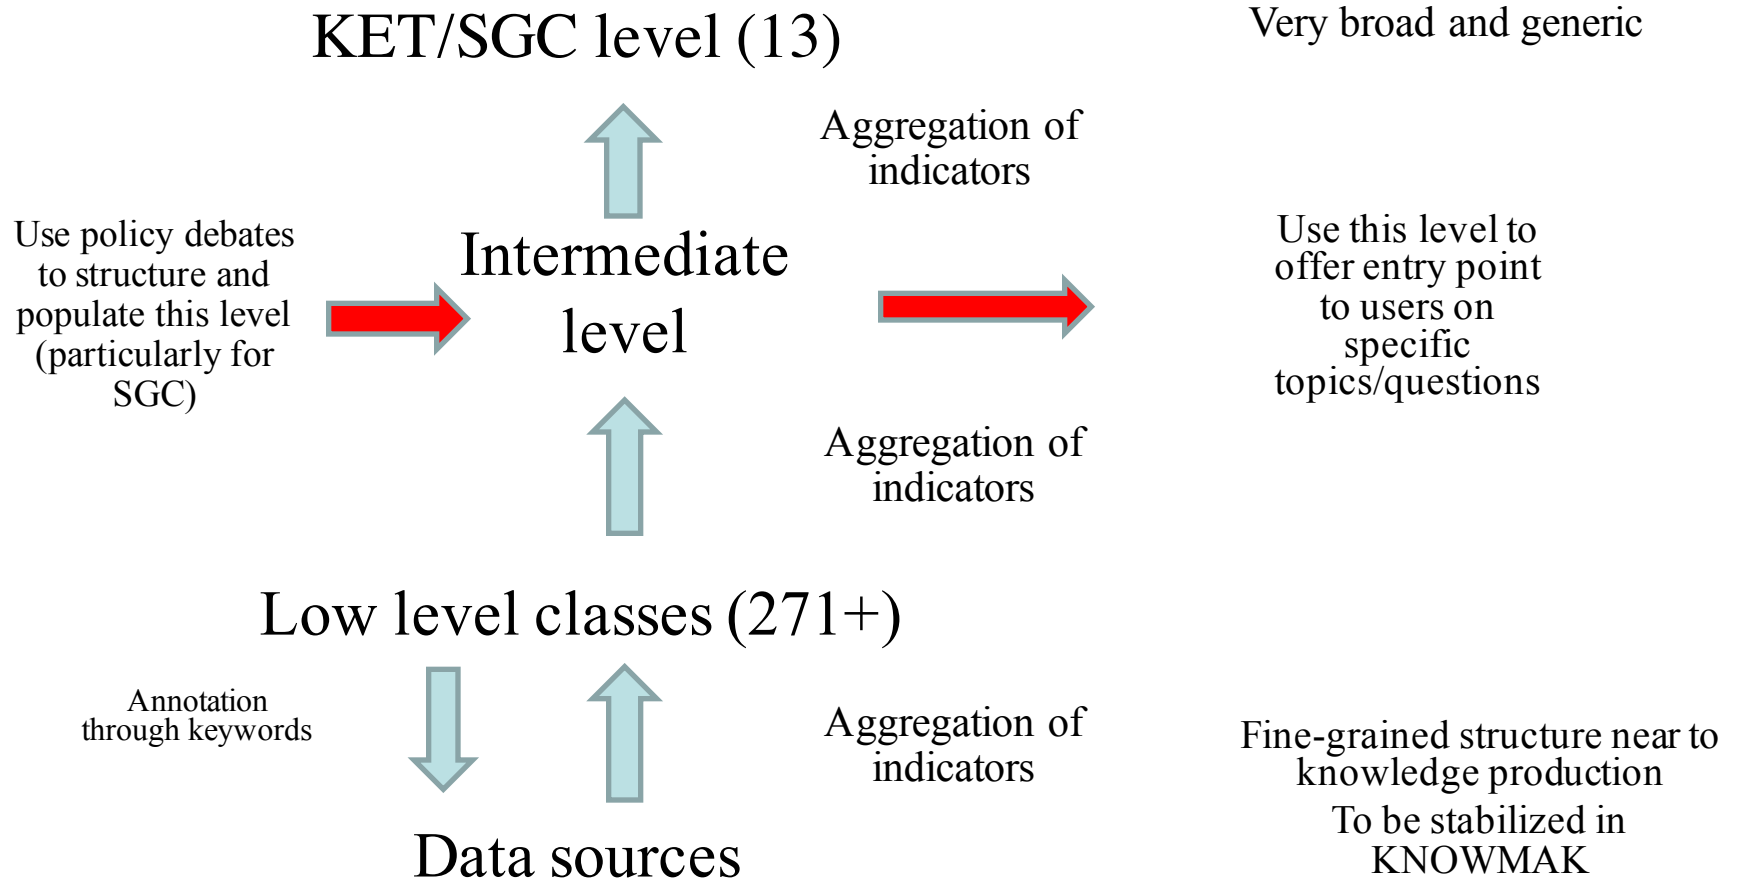 KET/SGC level (13)
Very broad and generic
Aggregation of
indicators
Use policy debates
to structure and
populate this level
(particularly for
SGC)
Intermediate
level
Use this level to
offer entry point
to users on
specific
topics/questions
Aggregation of
indicators
Low level classes (271+)
Annotation
through keywords
Aggregation of
indicators
Fine-grained structure near to
knowledge production
To be stabilized in
KNOWMAK
Data sources